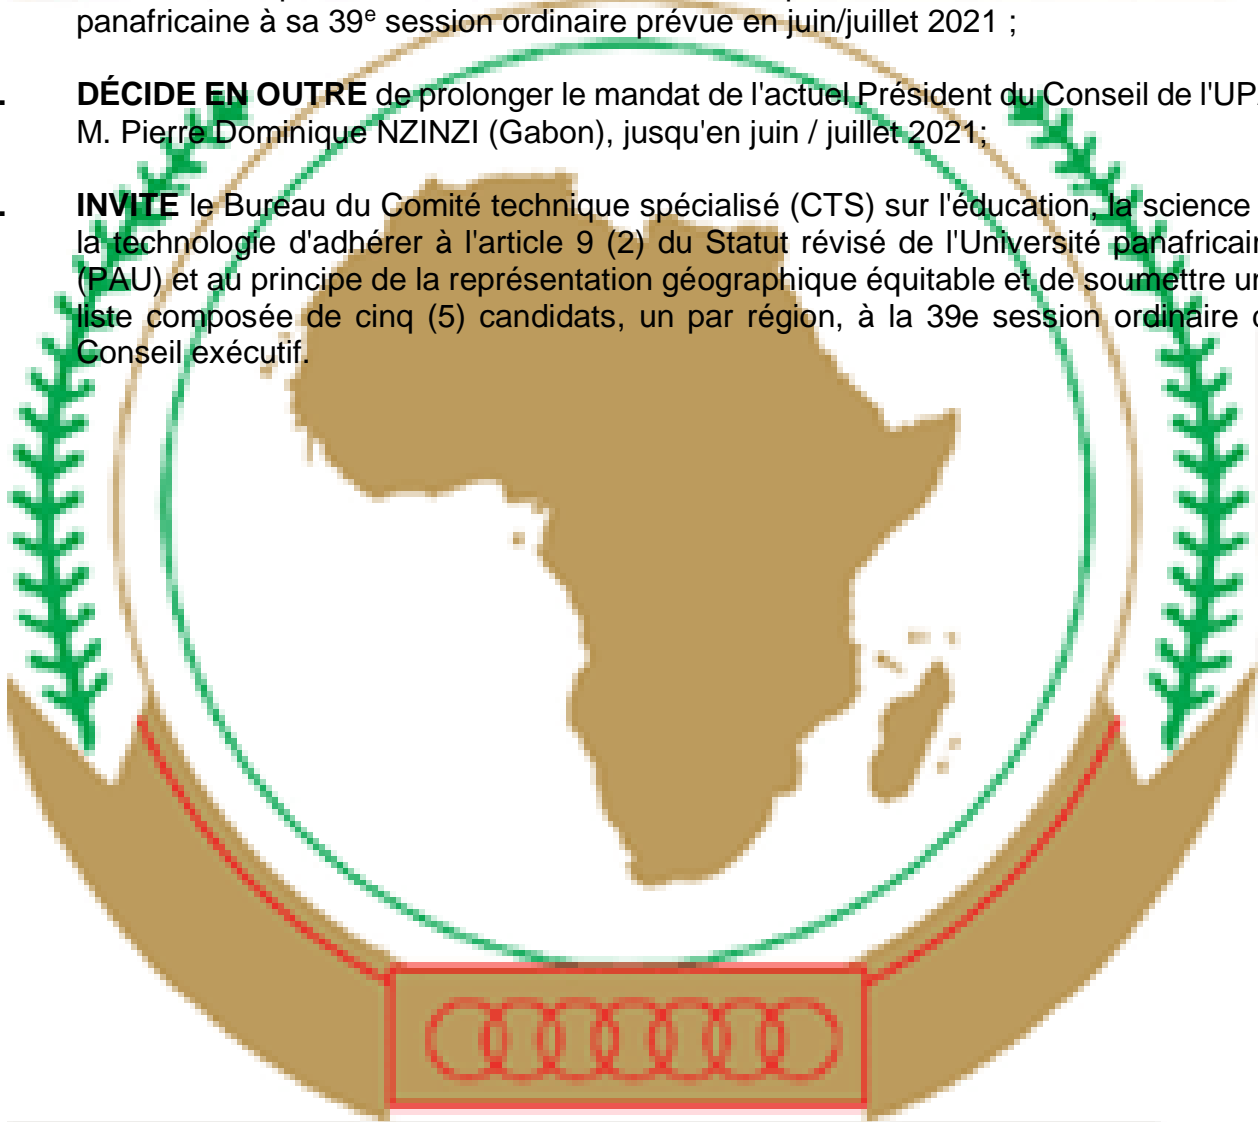 panafricaine à sa 39e session ordinaire prévue en juin/juillet 2021 ;
. DÉCIDE EN OUTRE de prolonger le mandat de l'actuel Président du Conseil de l'UP
M. Pierre Dominique NZINZI (Gabon), jusqu'en juin / juillet 2021;
. INVITE le Bureau du Comité technique spécialisé (CTS) sur l'éducation, la science
la technologie d'adhérer à l'article 9 (2) du Statut révisé de l'Université
(PAU) et au principe de la représentation géographique équitable et de soumettre
liste composée de cinq (5) candidats, un par région, à la 39e session ordinaire
Conseil exécutif.